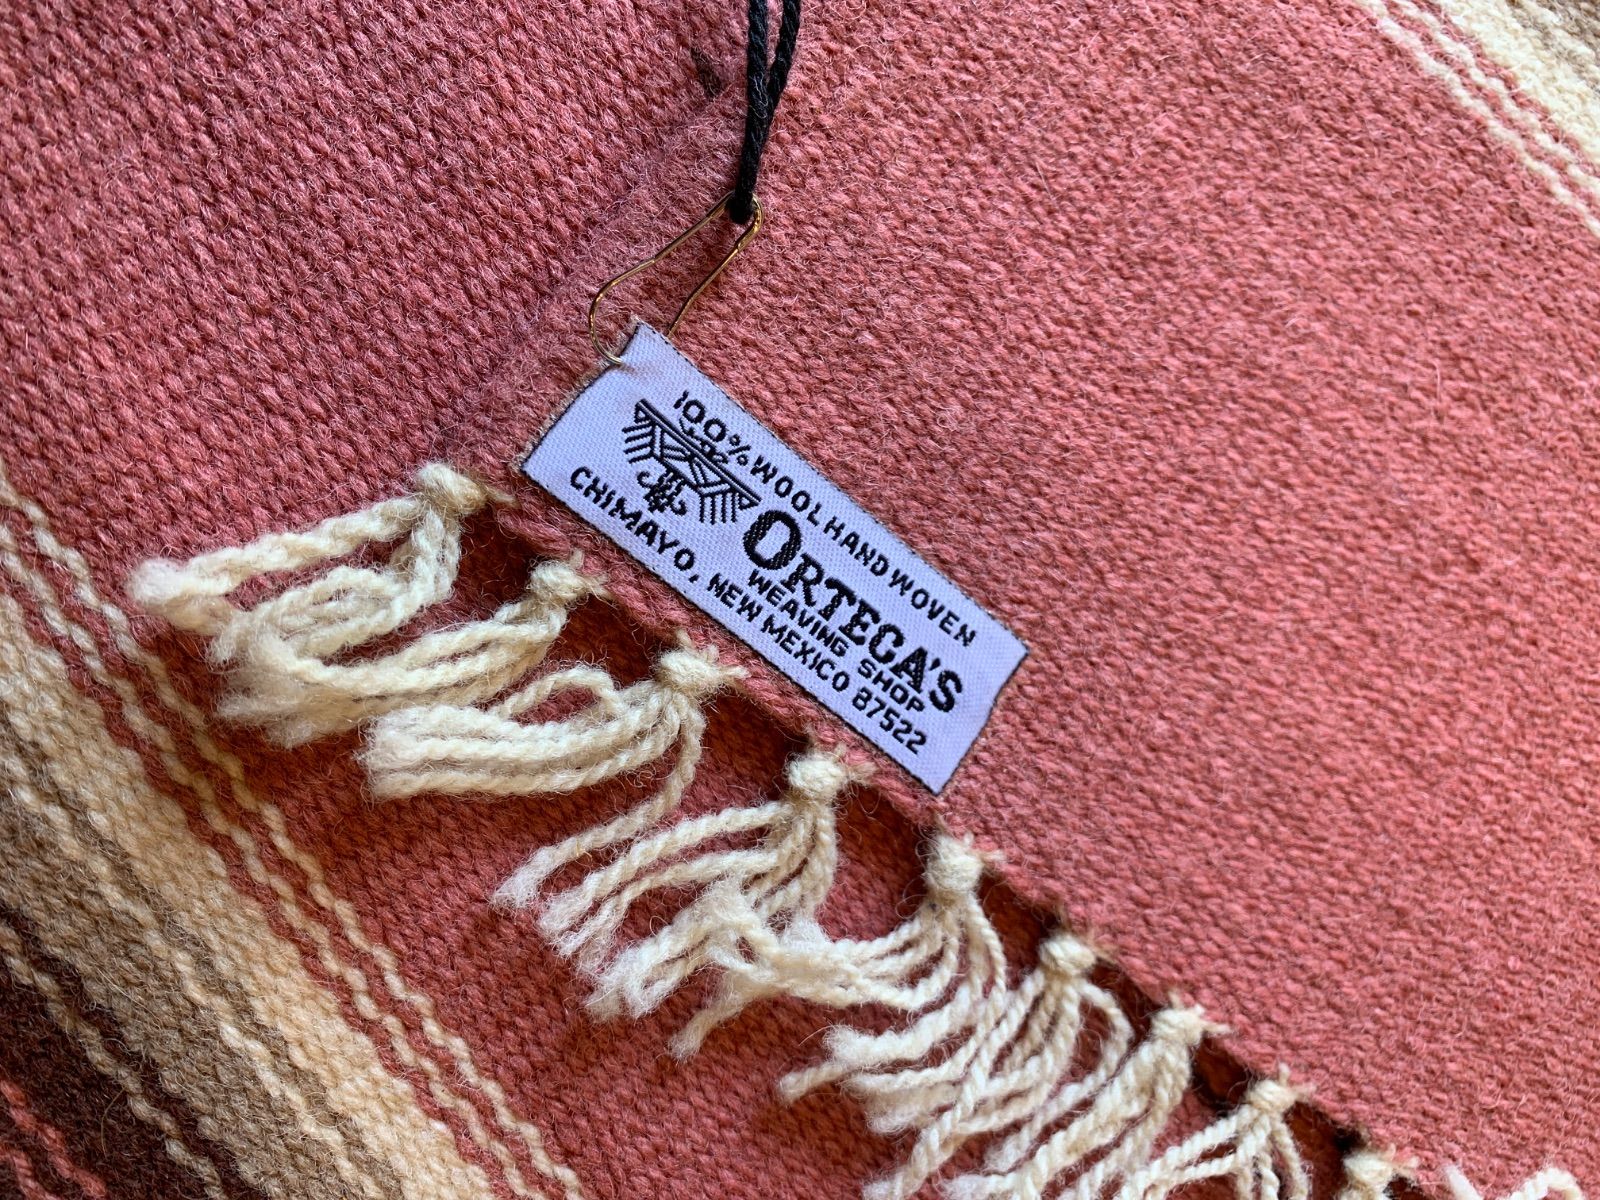 100% WOOL HAND WOVEN
ORTEGA'S
WEAVING SHOP
CHIMAYO, NEW MEXICO 87522